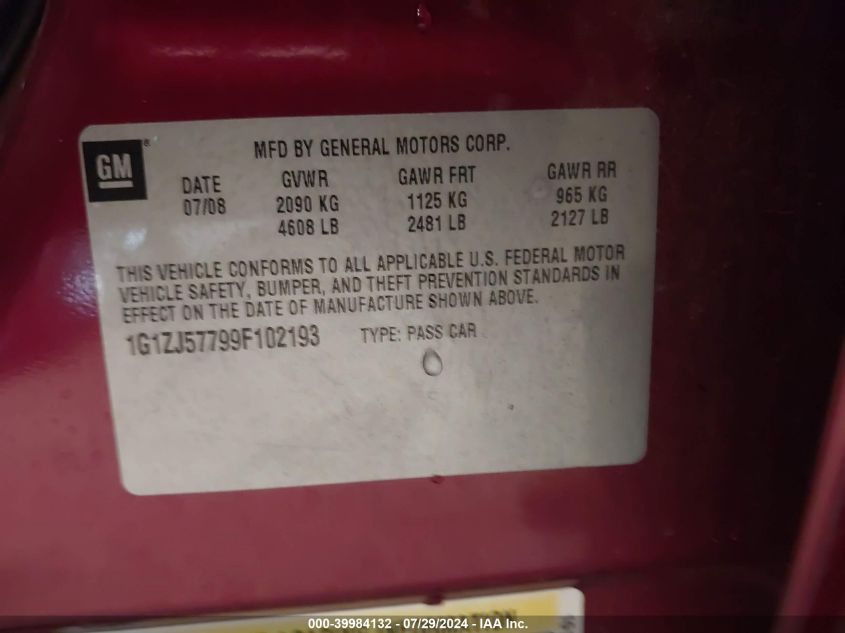 GM
MFD BY GENERAL MOTORS CORP.
DATE GVWR GAWR FRT GAWR RR
07/08 2090 KG 1125 KG 965 KG
4608 LB 2481 LB 2127 LB
THIS VEHICLE CONFORMS TO ALL APPLICABLE U.S. FEDERAL MOTOR
VEHICLE SAFETY, BUMPER, AND THEFT PREVENTION STANDARDS IN
EFFECT ON THE DATE OF MANUFACTURE SHOWN ABOVE.
1G1ZJ57799F102193 TYPE: PASS CAR
000-39984132 - 07/29/2024 - IAA Inc.